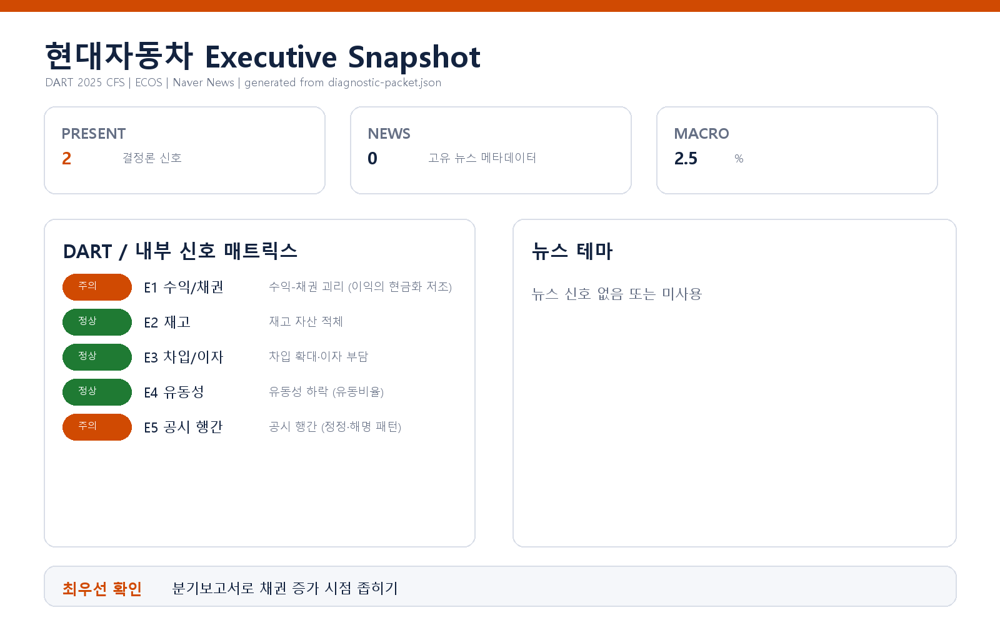 현대자동차 Executive Snapshot
DART 2025 CFS | ECOS | Naver News | generated from diagnostic-packet.json
PRESENT
2 결정론 신호
NEWS
0 고유 뉴스 메타데이터
MACRO
2.5 %
DART / 내부 신호 매트릭스
주의 E1 수익/채권 수익-채권 괴리 (이익의 현금화 저조)
정상 E2 재고 재고 자산 적체
정상 E3 차입/이자 차입 확대·이자 부담
정상 E4 유동성 유동성 하락 (유동비율)
주의 E5 공시 행간 공시 행간 (정정·해명 패턴)
뉴스 테마
뉴스 신호 없음 또는 미사용
최우선 확인 분기보고서로 채권 증가 시점 좁히기